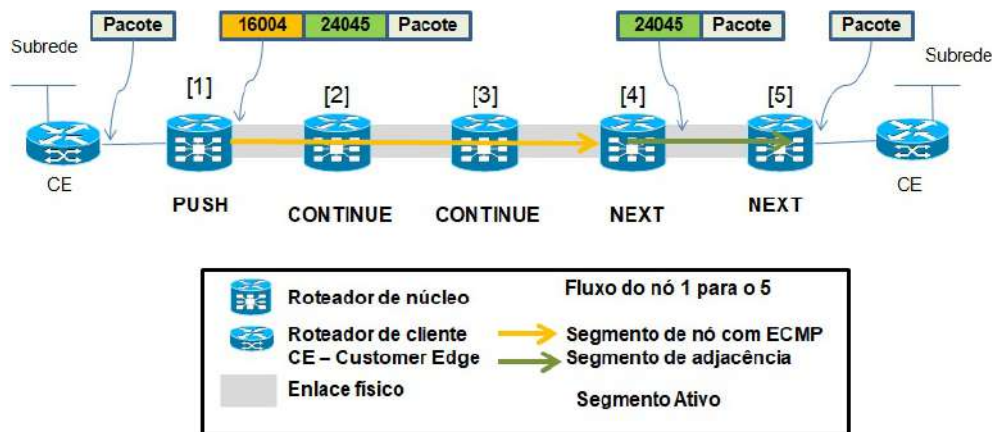 Pacote 16004 24045 Pacote 24045 Pacote Pacote
Subrede Subrede
[1] [2] [3] [4] [5]
CE CE
PUSH CONTINUE CONTINUE NEXT NEXT
Roteador de núcleo
Roteador de cliente
CE – Customer Edge
Enlace físico
Fluxo do nó 1 para o 5
Segmento de nó com ECMP
Segmento de adjacência
Segmento Ativo